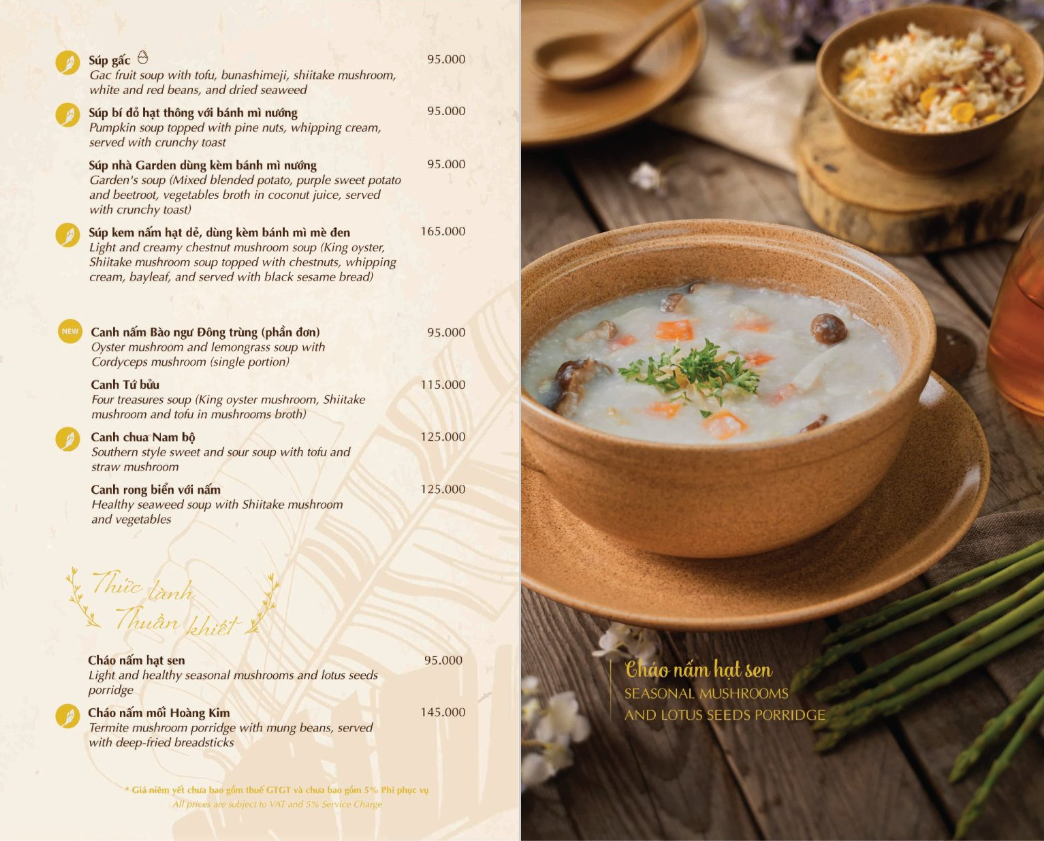 Súp gấc
95.000
Gac fruit soup with tofu, bunashimeji, shiitake mushroom,
white and red beans, and dried seaweed
Súp bí đỏ hạt thông với bánh mì nướng
95.000
Pumpkin soup topped with pine nuts, whipping cream,
served with crunchy toast
Súp nhà Garden dùng kèm bánh mì nướng
95.000
Garden's soup (Mixed blended potato, purple sweet potato
and beetroot, vegetables broth in coconut juice, served
with crunchy toast)
Súp kem nấm hạt dẻ, dùng kèm bánh mì mè đen
165.000
Light and creamy chestnut mushroom soup (King oyster,
Shiitake mushroom soup topped with chestnuts, whipping
cream, bayleaf, and served with black sesame bread)
NEW
Canh nấm Bào ngư Đông trùng (phần đơn)
95.000
Oyster mushroom and lemongrass soup with
Cordyceps mushroom (single portion)
Canh Tứ bửu
115.000
Four treasures soup (King oyster mushroom, Shiitake
mushroom and tofu in mushrooms broth)
Canh chua Nam bộ
125.000
Southern style sweet and sour soup with tofu and
straw mushroom
Canh rong biển với nấm
125.000
Healthy seaweed soup with Shiitake mushroom
and vegetables
Thức lành
Thuần khiết
Cháo nấm hạt sen
95.000
Light and healthy seasonal mushrooms and lotus seeds
porridge
Cháo nấm mối Hoàng Kim
145.000
Termite mushroom porridge with mung beans, served
with deep-fried breadsticks
* Giá niêm yết chưa bao gồm thuế GTGT và chưa bao gồm 5% Phí phục vụ
All prices are subject to VAT and 5% Service Charge
Cháo nấm hạt sen
SEASONAL MUSHROOMS
AND LOTUS SEEDS PORRIDGE